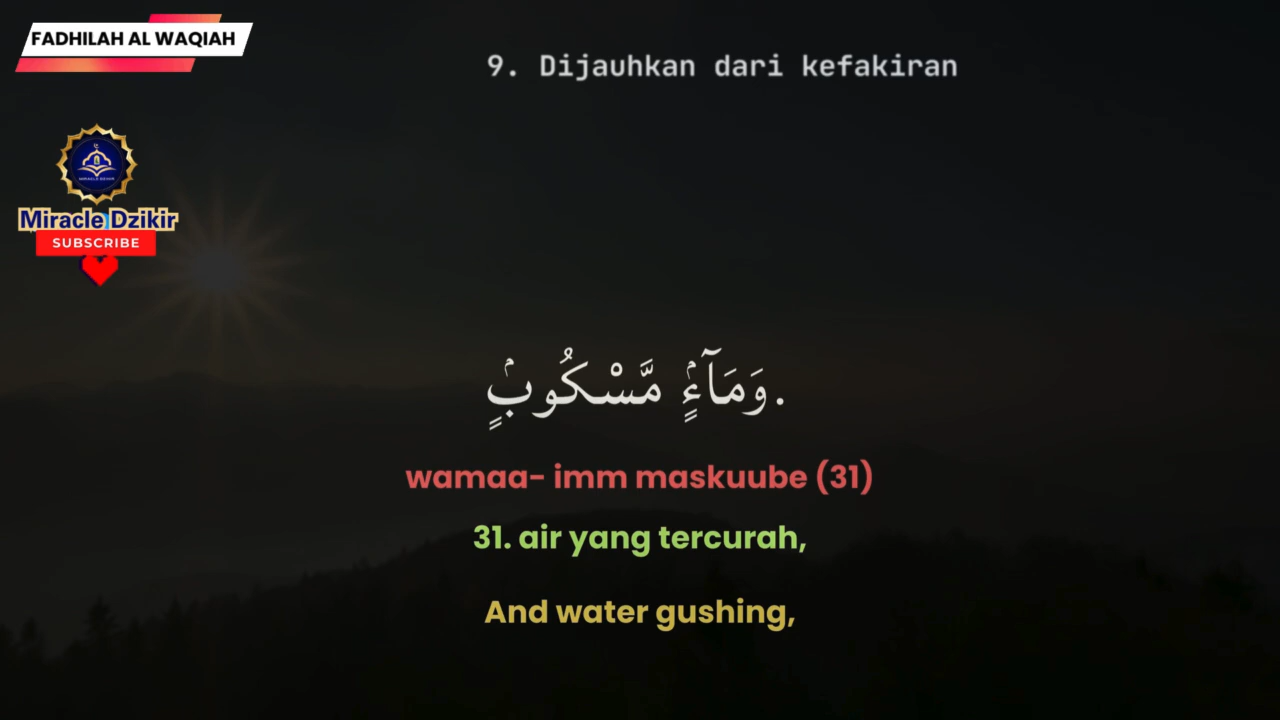 FADHILAH AL WAQIAH
9. Dijauhkan dari kefakiran
Miracle Dzikir
SUBSCRIBE
وَمَآءٍۢ مَّسْكُوبٍۢ.
wamaa- imm maskuube (31)
31. air yang tercurah,
And water gushing,